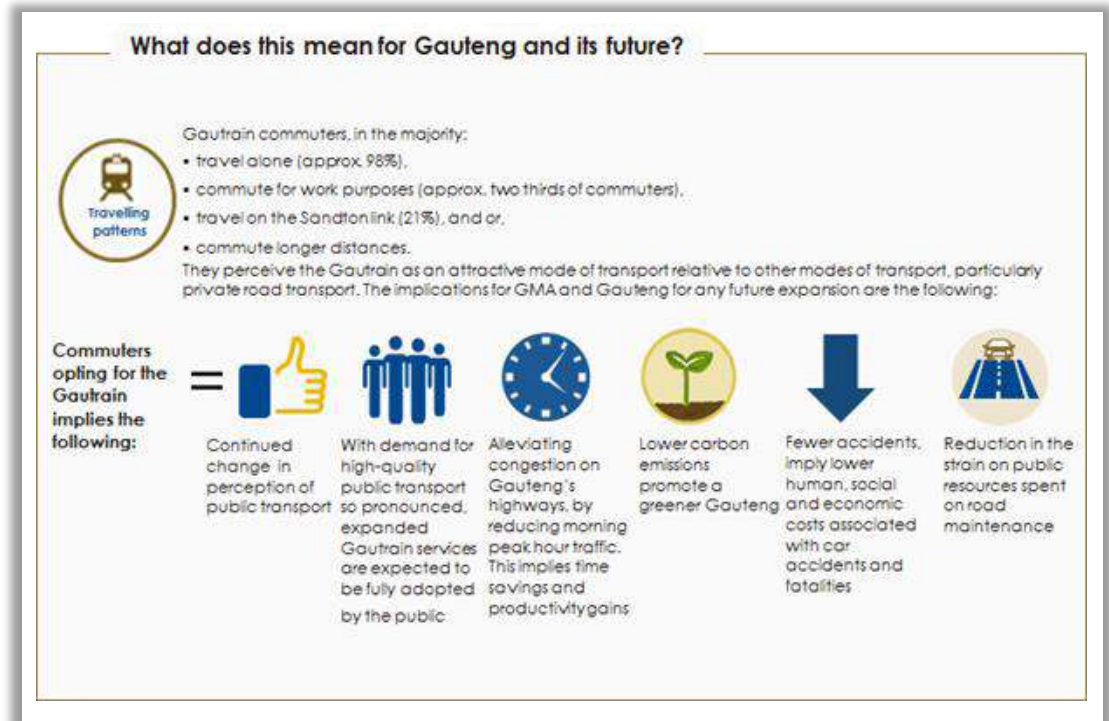 What does this mean for Gauteng and its future?
Travelling
patterns
Gautrain commuters, in the majority:
▪ travel alone (approx. 98%),
▪ commute for work purposes (approx. two thirds of commuters),
▪ travel on the Sandton link (21%), and or,
▪ commute longer distances.
They perceive the Gautrain as an attractive mode of transport relative to other modes of transport, particularly
private road transport. The implications for GMA and Gauteng for any future expansion are the following:
Commuters
opting for the
Gautrain
implies the
following:
=
Continued
change in
perception of
public transport
With demand for
high-quality
public transport
so pronounced,
expanded
Gautrain services
are expected to
be fully adopted
by the public
Alleviating
congestion on
Gauteng's
highways, by
reducing morning
peak hour traffic.
This implies time
savings and
productivity gains
Lower carbon
emissions
promote a
greener Gauteng
Fewer accidents,
imply lower
human, social
and economic
costs associated
with car
accidents and
fatalities
Reduction in the
strain on public
resources spent
on road
maintenance